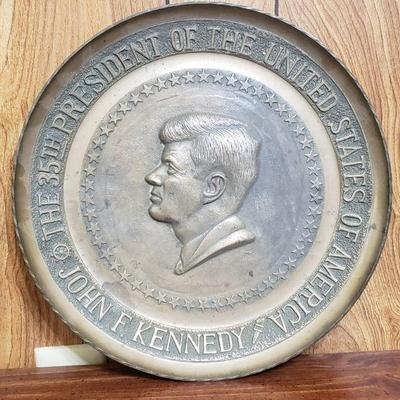 THE 35TH PRESIDENT OF THE UNITED STATES OF AMERICA
JOHN F. KENNEDY